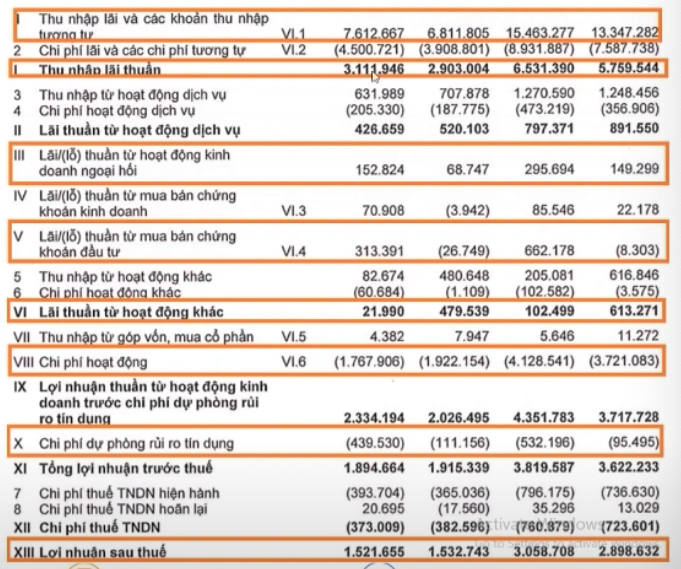 1 Thu nhập lãi và các khoản thu nhập
tương tự VI.1 7.612.667 6.811.805 15.463.277 13.347.282
2 Chi phí lãi và các chi phí tương tự VI.2 (4.500.721) (3.908.801) (8.931.887) (7.587.738)
I Thu nhập lãi thuần 3.111.946 2.903.004 6.531.390 5.759.544
3 Thu nhập từ hoạt động dịch vụ 631.989 707.878 1.270.590 1.248.456
4 Chi phí hoạt động dịch vụ (205.330) (187.775) (473.219) (356.906)
II Lãi thuần từ hoạt động dịch vụ 426.659 520.103 797.371 891.550
III Lãi/(lỗ) thuần từ hoạt động kinh
doanh ngoại hối 152.824 68.747 295.694 149.299
IV Lãi/(lỗ) thuần từ mua bán chứng
khoán kinh doanh VI.3 70.908 (3.942) 85.546 22.178
V Lãi/(lỗ) thuần từ mua bán chứng
khoán đầu tư VI.4 313.391 (26.749) 662.178 (8.303)
5 Thu nhập từ hoạt động khác 82.674 480.648 205.081 616.846
6 Chi phí hoạt động khác (60.684) (1.109) (102.582) (3.575)
VI Lãi thuần từ hoạt động khác 21.990 479.539 102.499 613.271
VII Thu nhập từ góp vốn, mua cổ phần VI.5 4.382 7.947 5.646 11.272
VIII Chi phí hoạt động VI.6 (1.767.906) (1.922.154) (4.128.541) (3.721.083)
IX Lợi nhuận thuần từ hoạt động kinh
doanh trước chi phí dự phòng rủi
ro tín dụng 2.334.194 2.026.495 4.351.783 3.717.728
X Chi phí dự phòng rủi ro tín dụng (439.530) (111.156) (532.196) (95.495)
XI Tổng lợi nhuận trước thuế 1.894.664 1.915.339 3.819.587 3.622.233
7 Chi phí thuế TNDN hiện hành (393.704) (365.036) (796.175) (736.630)
8 Chi phí thuế TNDN hoãn lại 20.695 (17.560) 35.296 13.029
XII Chi phí thuế TNDN (373.009) (382.596) (760.879) (723.601)
Activate Windows
Go to Settings to activate Windows.
XIII Lợi nhuận sau thuế 1.521.655 1.532.743 3.058.708 2.898.632